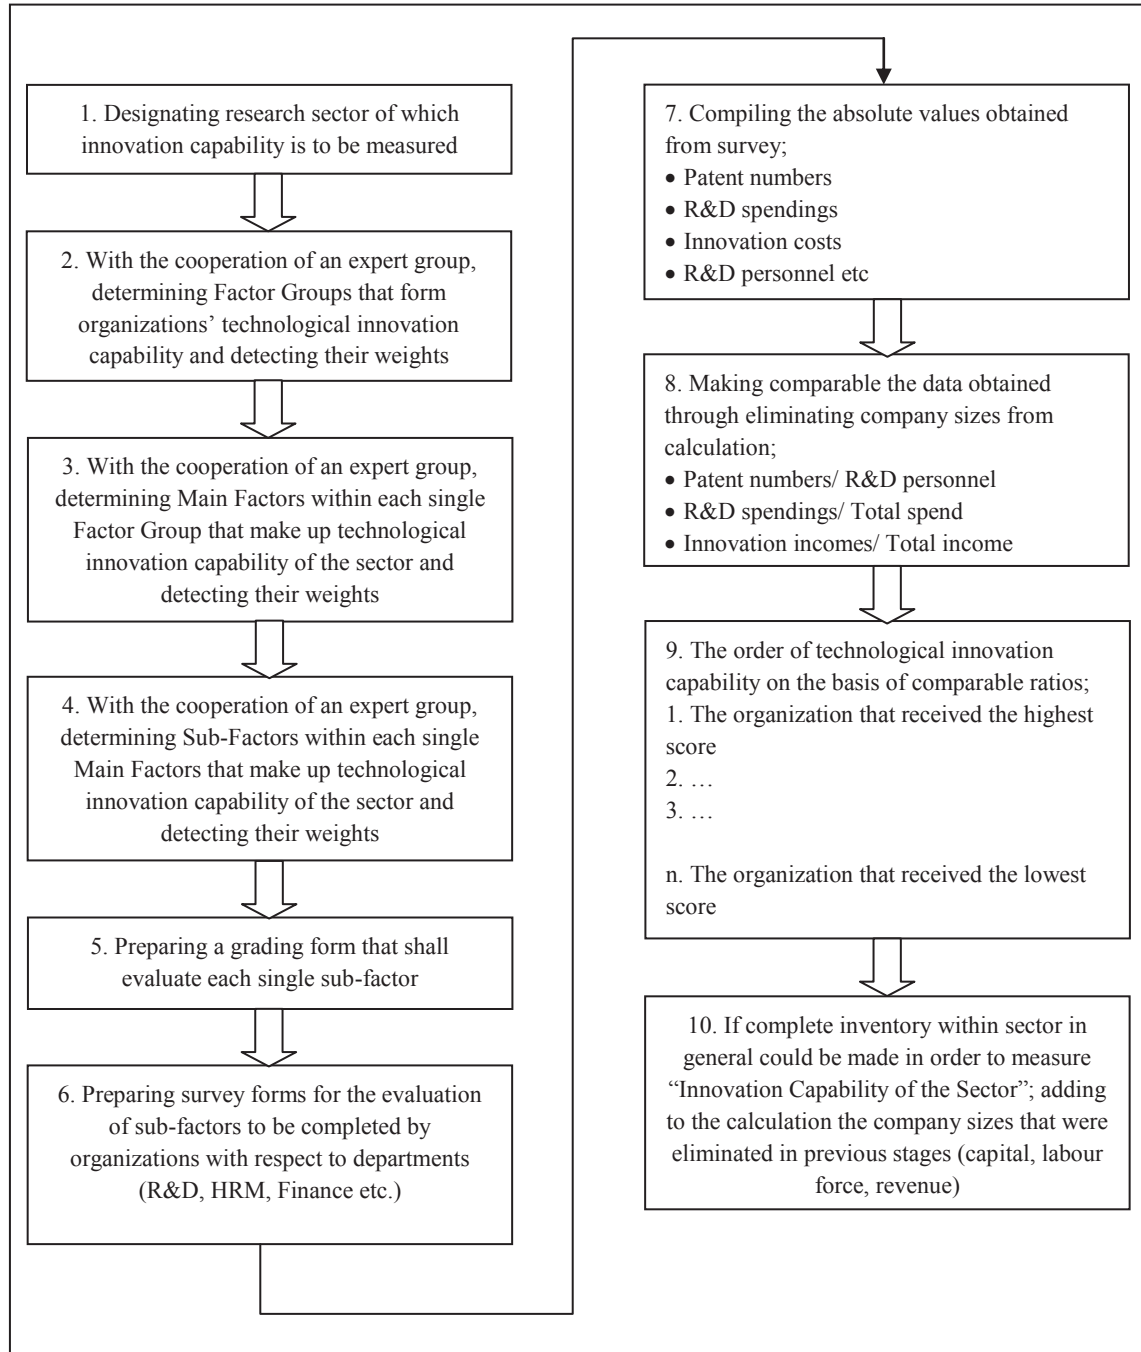 1. Designating research sector of which
innovation capability is to be measured
2. With the cooperation of an expert group,
determining Factor Groups that form
organizations’ technological innovation
capability and detecting their weights
3. With the cooperation of an expert group,
determining Main Factors within each single
Factor Group that make up technological
innovation capability of the sector and
detecting their weights
4. With the cooperation of an expert group,
determining Sub-Factors within each single
Main Factors that make up technological
innovation capability of the sector and
detecting their weights
5. Preparing a grading form that shall
evaluate each single sub-factor
6. Preparing survey forms for the evaluation
of sub-factors to be completed by
organizations with respect to departments
(R&D, HRM, Finance etc.)
7. Compiling the absolute values obtained
from survey;
• Patent numbers
• R&D spendings
• Innovation costs
• R&D personnel etc
8. Making comparable the data obtained
through eliminating company sizes from
calculation;
• Patent numbers/ R&D personnel
• R&D spendings/ Total spend
• Innovation incomes/ Total income
9. The order of technological innovation
capability on the basis of comparable ratios;
1. The organization that received the highest
score
2. …
3. …
n. The organization that received the lowest
score
10. If complete inventory within sector in
general could be made in order to measure
“Innovation Capability of the Sector”; adding
to the calculation the company sizes that were
eliminated in previous stages (capital, labour
force, revenue)